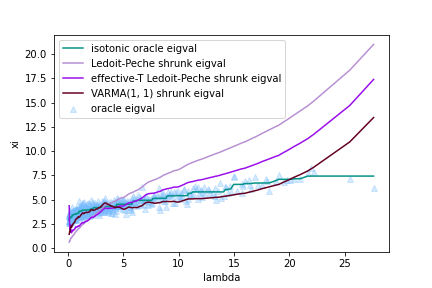 isotonic oracle eigval
Ledoit-Peche shrunk eigval
effective-T Ledoit-Peche shrunk eigval
VARMA(1, 1) shrunk eigval
oracle eigval
20.0
17.5
15.0
12.5
10.0
7.5
5.0
2.5
0.0
xi
0 5 10 15 20 25
lambda